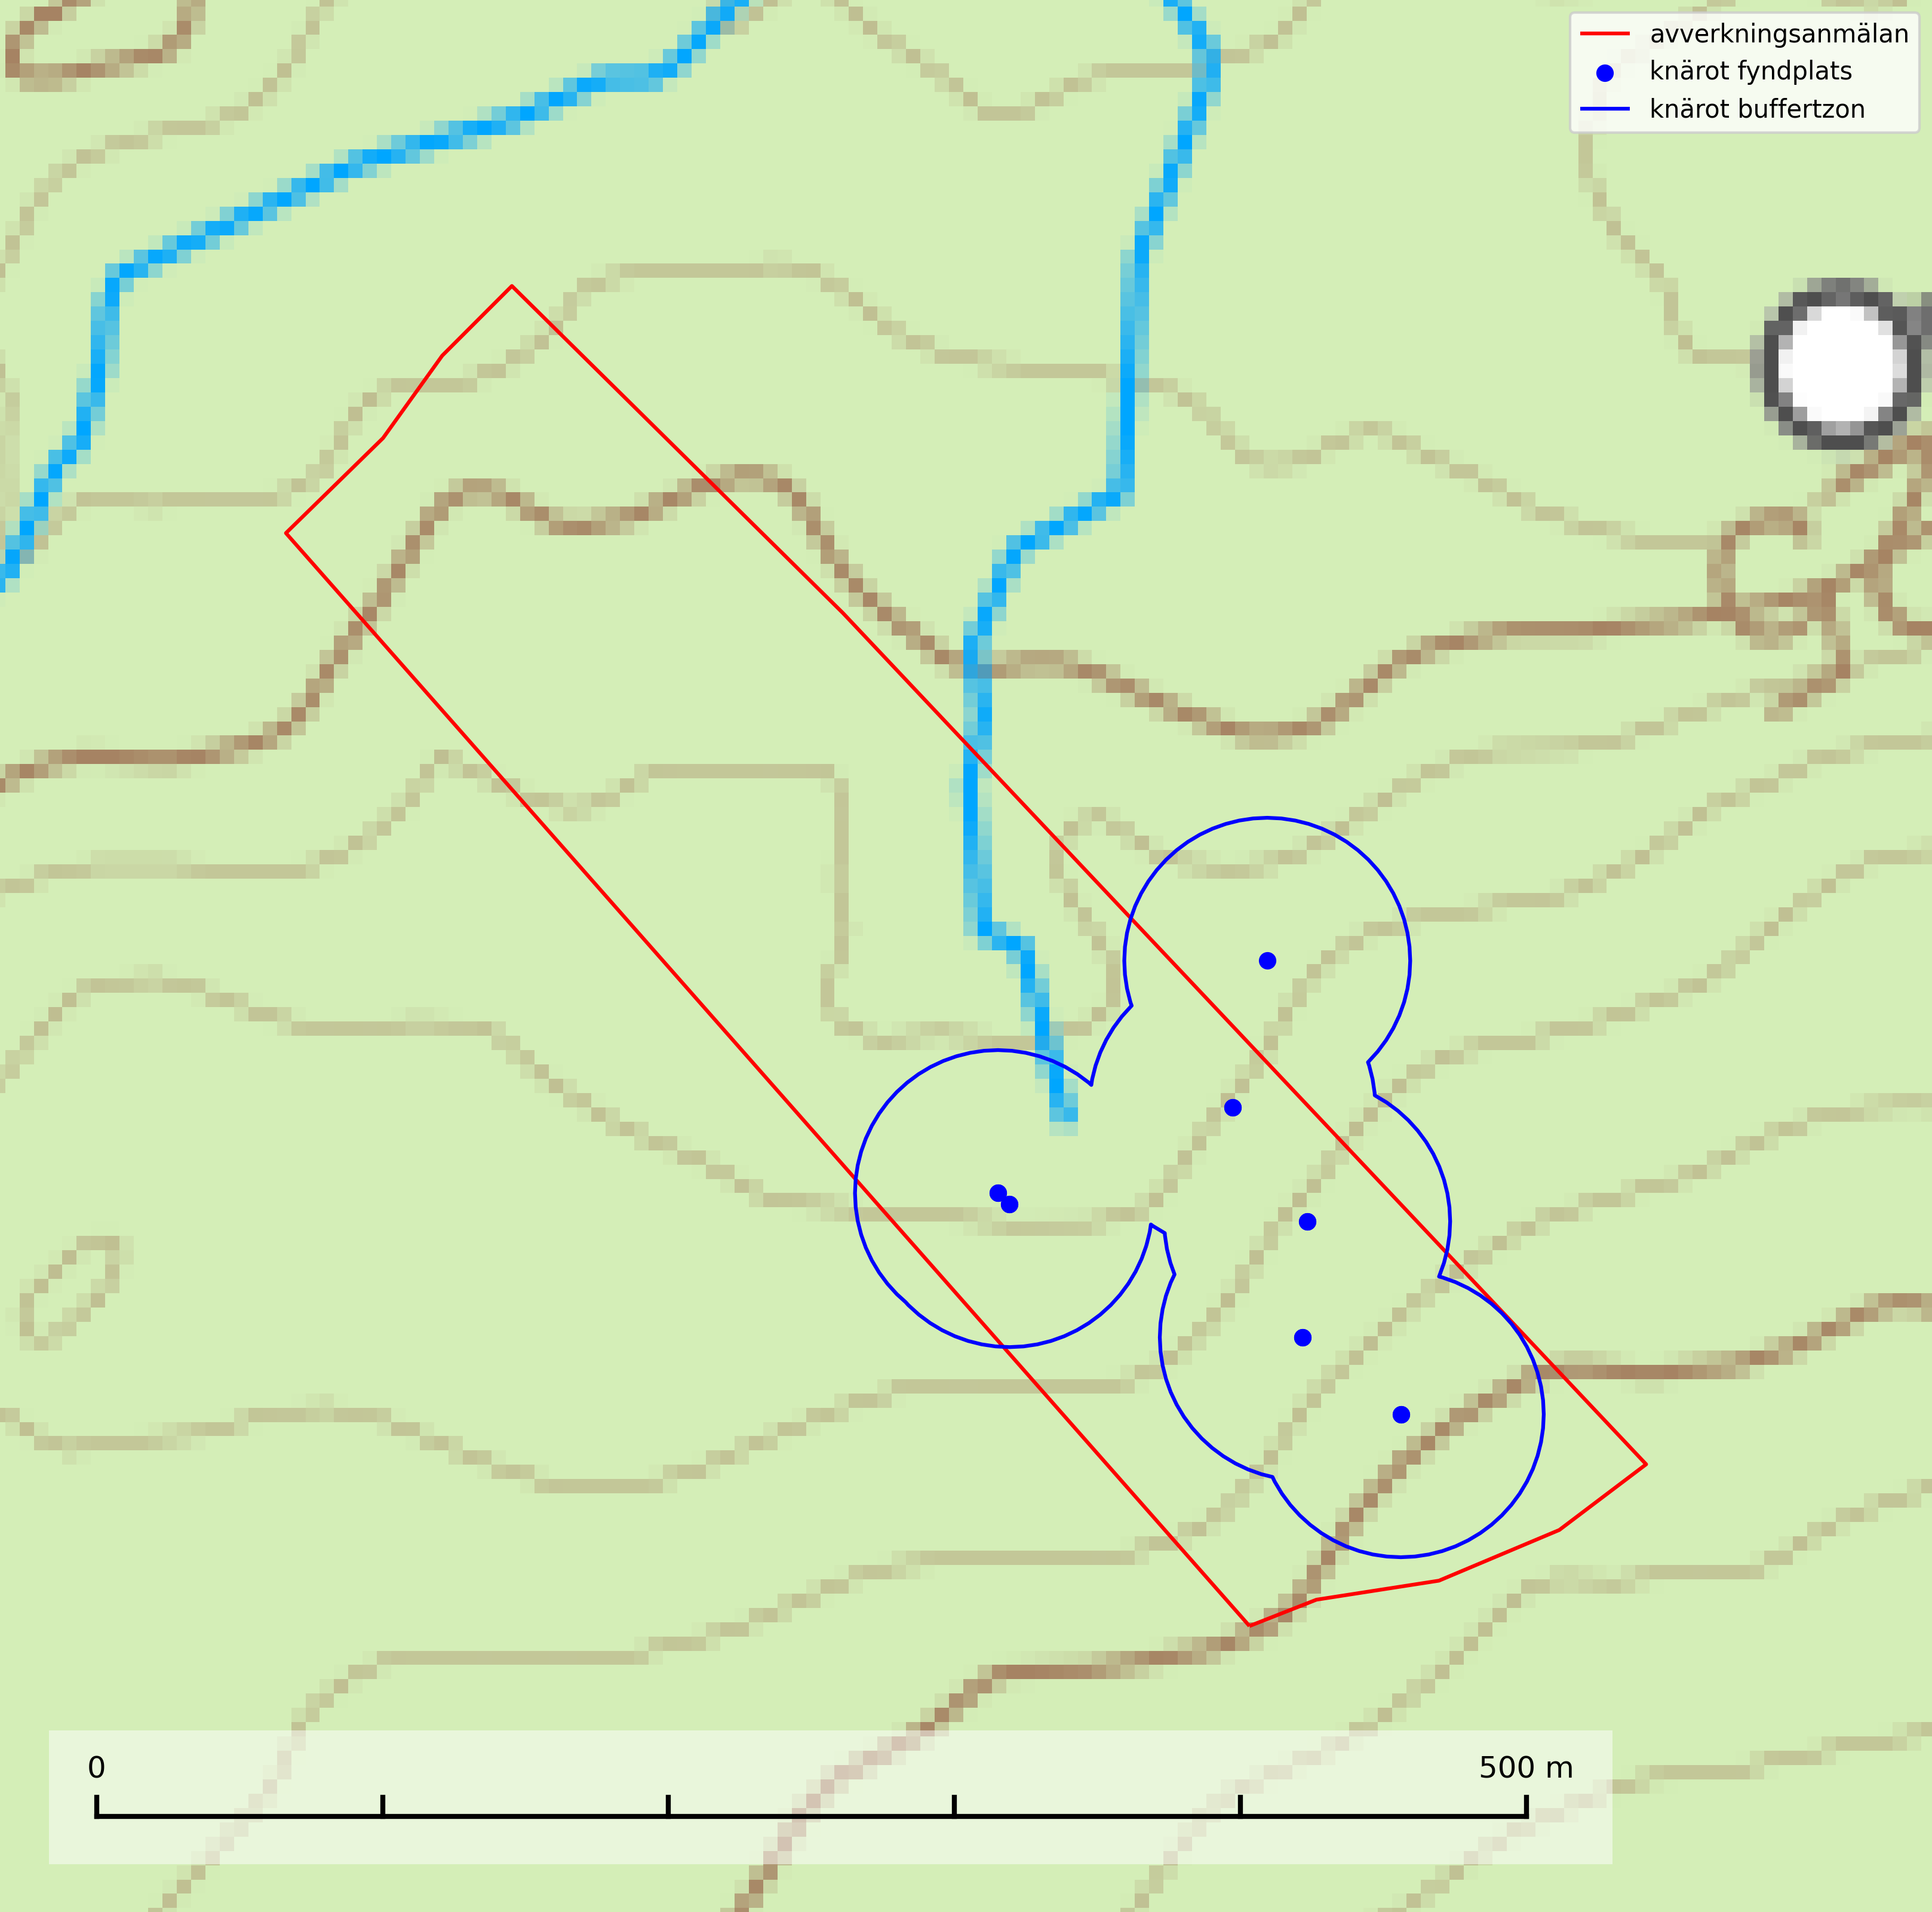 avverkningsanmälan
knärot fyndplats
knärot buffertzon
0 500 m